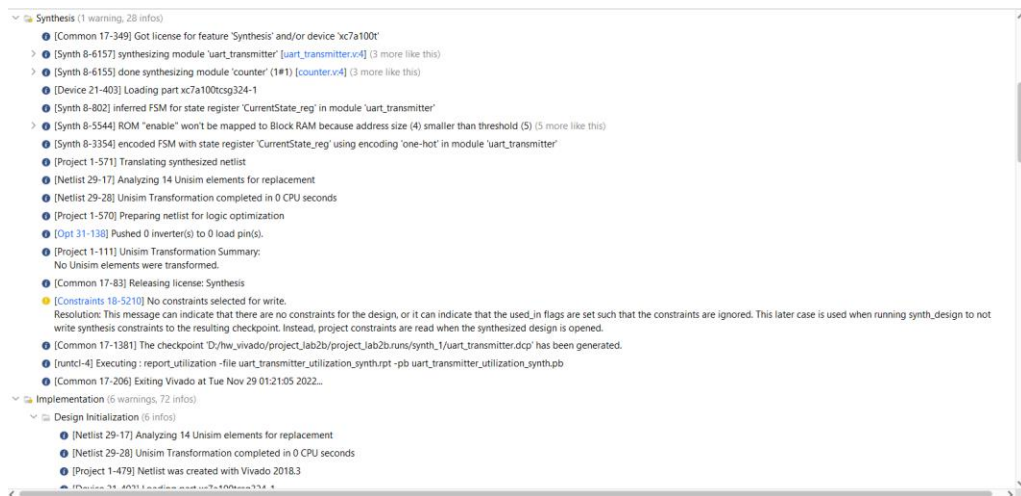 Synthesis (1 warning, 28 infos)
[Common 17-349] Got license for feature 'Synthesis' and/or device 'xc7a100t'
[Synth 8-6157] synthesizing module 'uart_transmitter' [uart_transmitter.v:4] (3 more like this)
[Synth 8-6155] done synthesizing module 'counter' (1#1) [counter.v:4] (3 more like this)
[Device 21-403] Loading part xc7a100tcsg324-1
[Synth 8-802] inferred FSM for state register 'CurrentState_reg' in module 'uart_transmitter'
[Synth 8-5544] ROM "enable" won't be mapped to Block RAM because address size (4) smaller than threshold (5) (5 more like this)
[Synth 8-3354] encoded FSM with state register 'CurrentState_reg' using encoding 'one-hot' in module 'uart_transmitter'
[Project 1-571] Translating synthesized netlist
[Netlist 29-17] Analyzing 14 Unisim elements for replacement
[Netlist 29-28] Unisim Transformation completed in 0 CPU seconds
[Project 1-570] Preparing netlist for logic optimization
[Opt 31-138] Pushed 0 inverter(s) to 0 load pin(s).
[Project 1-111] Unisim Transformation Summary:
No Unisim elements were transformed.
[Common 17-83] Releasing license: Synthesis
[Constraints 18-5210] No constraints selected for write.
Resolution: This message can indicate that there are no constraints for the design, or it can indicate that the used_in flags are set such that the constraints are ignored. This later case is used when running synth_design to not
write synthesis constraints to the resulting checkpoint. Instead, project constraints are read when the synthesized design is opened.
[Common 17-1381] The checkpoint 'D:/hw_vivado/project_lab2b/project_lab2b.runs/synth_1/uart_transmitter.dcp' has been generated.
[runtcl-4] Executing : report_utilization -file uart_transmitter_utilization_synth.rpt -pb uart_transmitter_utilization_synth.pb
[Common 17-206] Exiting Vivado at Tue Nov 29 01:21:05 2022...
Implementation (6 warnings, 72 infos)
Design Initialization (6 infos)
[Netlist 29-17] Analyzing 14 Unisim elements for replacement
[Netlist 29-28] Unisim Transformation completed in 0 CPU seconds
[Project 1-479] Netlist was created with Vivado 2018.3
[Device 21-403] Loading part xc7a100tcsg324-1